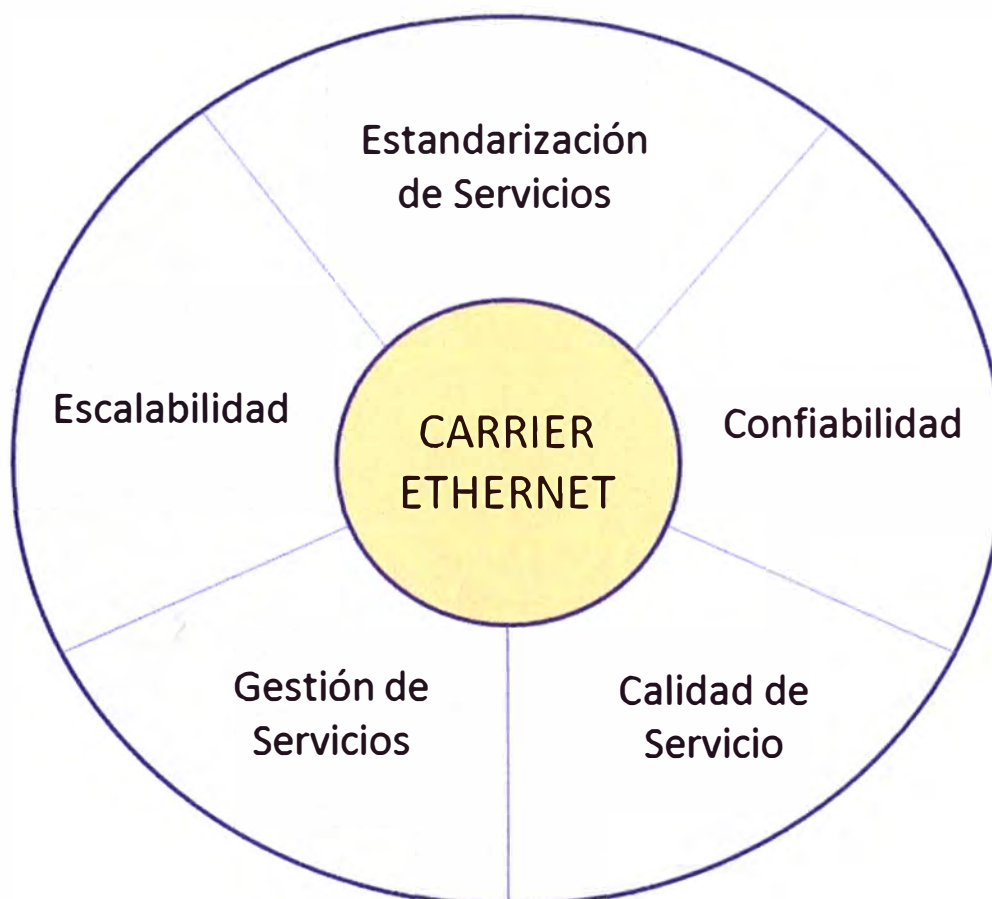 Estandarización
de Servicios
Escalabilidad
CARRIER
ETHERNET
Confiabilidad
Gestión de
Servicios
Calidad de
Servicio